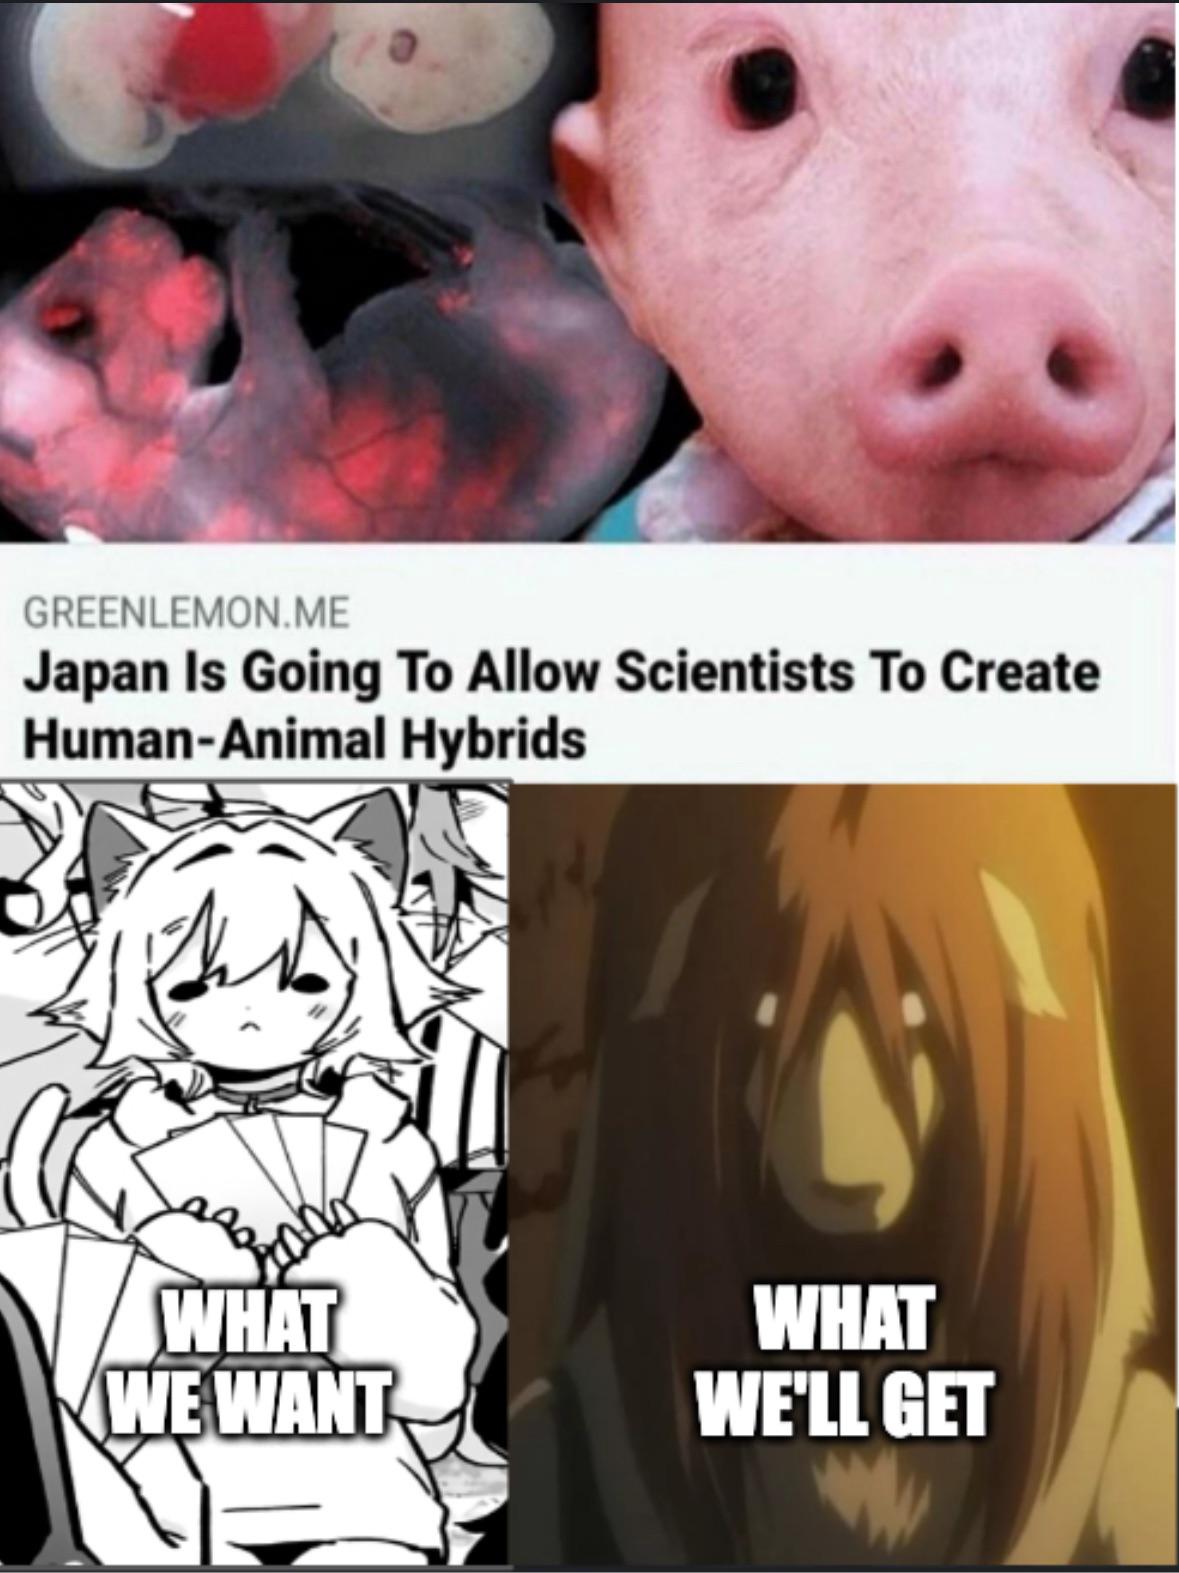 GREENLEMON.ME
Japan Is Going To Allow Scientists To Create
Human-Animal Hybrids
WHAT
WE WANT
WHAT
WE'LL GET